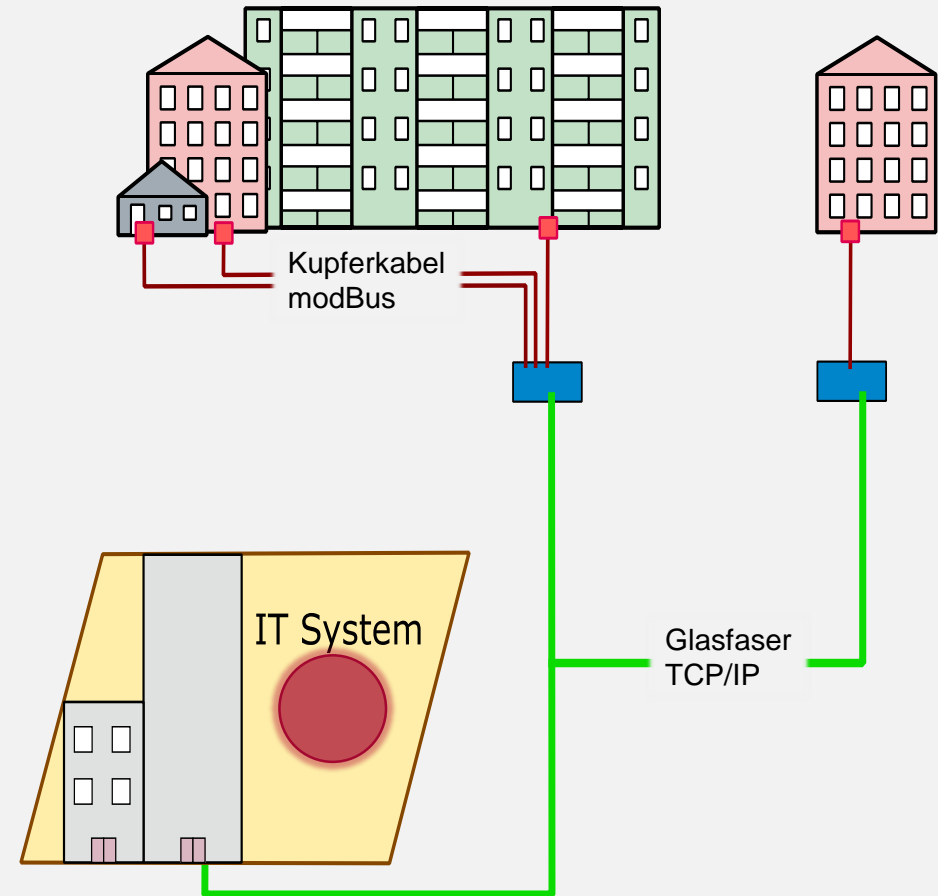 Kupferkabel
modBus
IT System
Glasfaser
TCP/IP